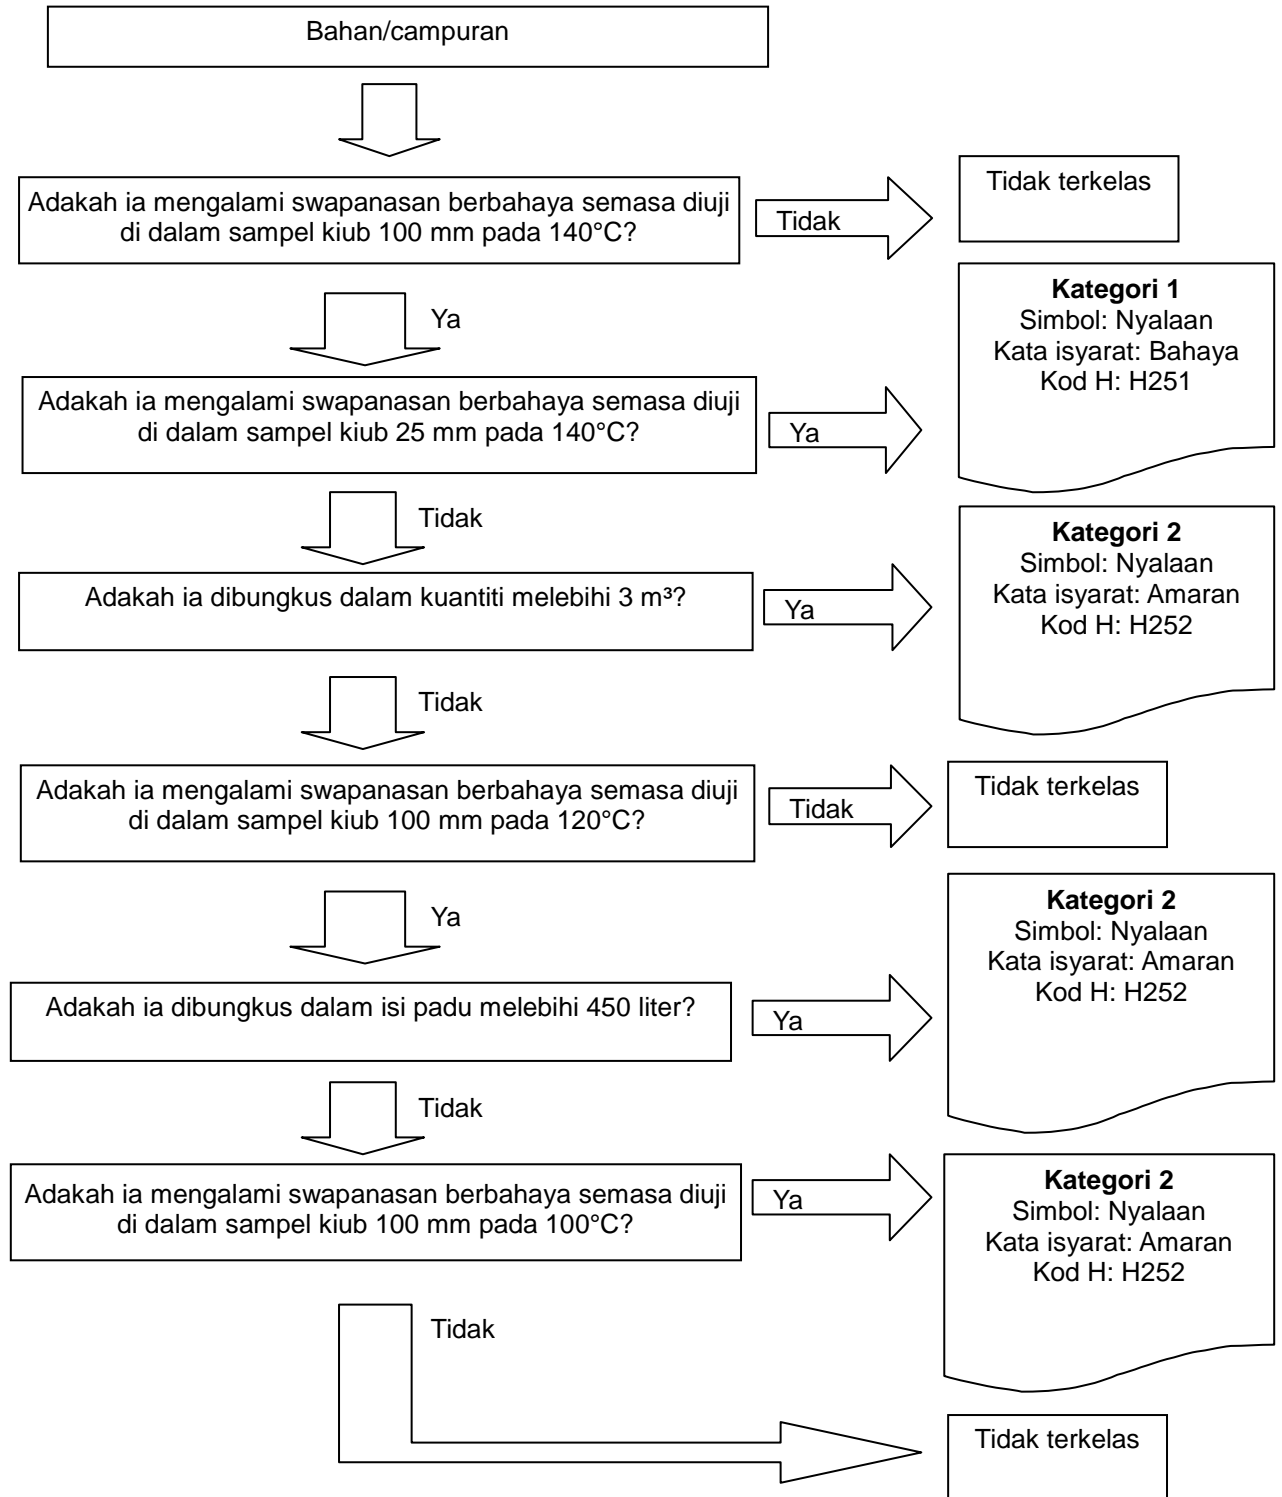 Bahan/campuran
Adakah ia mengalami swapanasan berbahaya semasa diuji
di dalam sampel kiub 100 mm pada 140°C?
Tidak
Tidak terkelas
Ya
Adakah ia mengalami swapanasan berbahaya semasa diuji
di dalam sampel kiub 25 mm pada 140°C?
Ya
Kategori 1
Simbol: Nyalaan
Kata isyarat: Bahaya
Kod H: H251
Tidak
Adakah ia dibungkus dalam kuantiti melebihi 3 m³?
Ya
Kategori 2
Simbol: Nyalaan
Kata isyarat: Amaran
Kod H: H252
Tidak
Adakah ia mengalami swapanasan berbahaya semasa diuji
di dalam sampel kiub 100 mm pada 120°C?
Tidak
Tidak terkelas
Ya
Adakah ia dibungkus dalam isi padu melebihi 450 liter?
Ya
Kategori 2
Simbol: Nyalaan
Kata isyarat: Amaran
Kod H: H252
Tidak
Adakah ia mengalami swapanasan berbahaya semasa diuji
di dalam sampel kiub 100 mm pada 100°C?
Ya
Kategori 2
Simbol: Nyalaan
Kata isyarat: Amaran
Kod H: H252
Tidak
Tidak terkelas